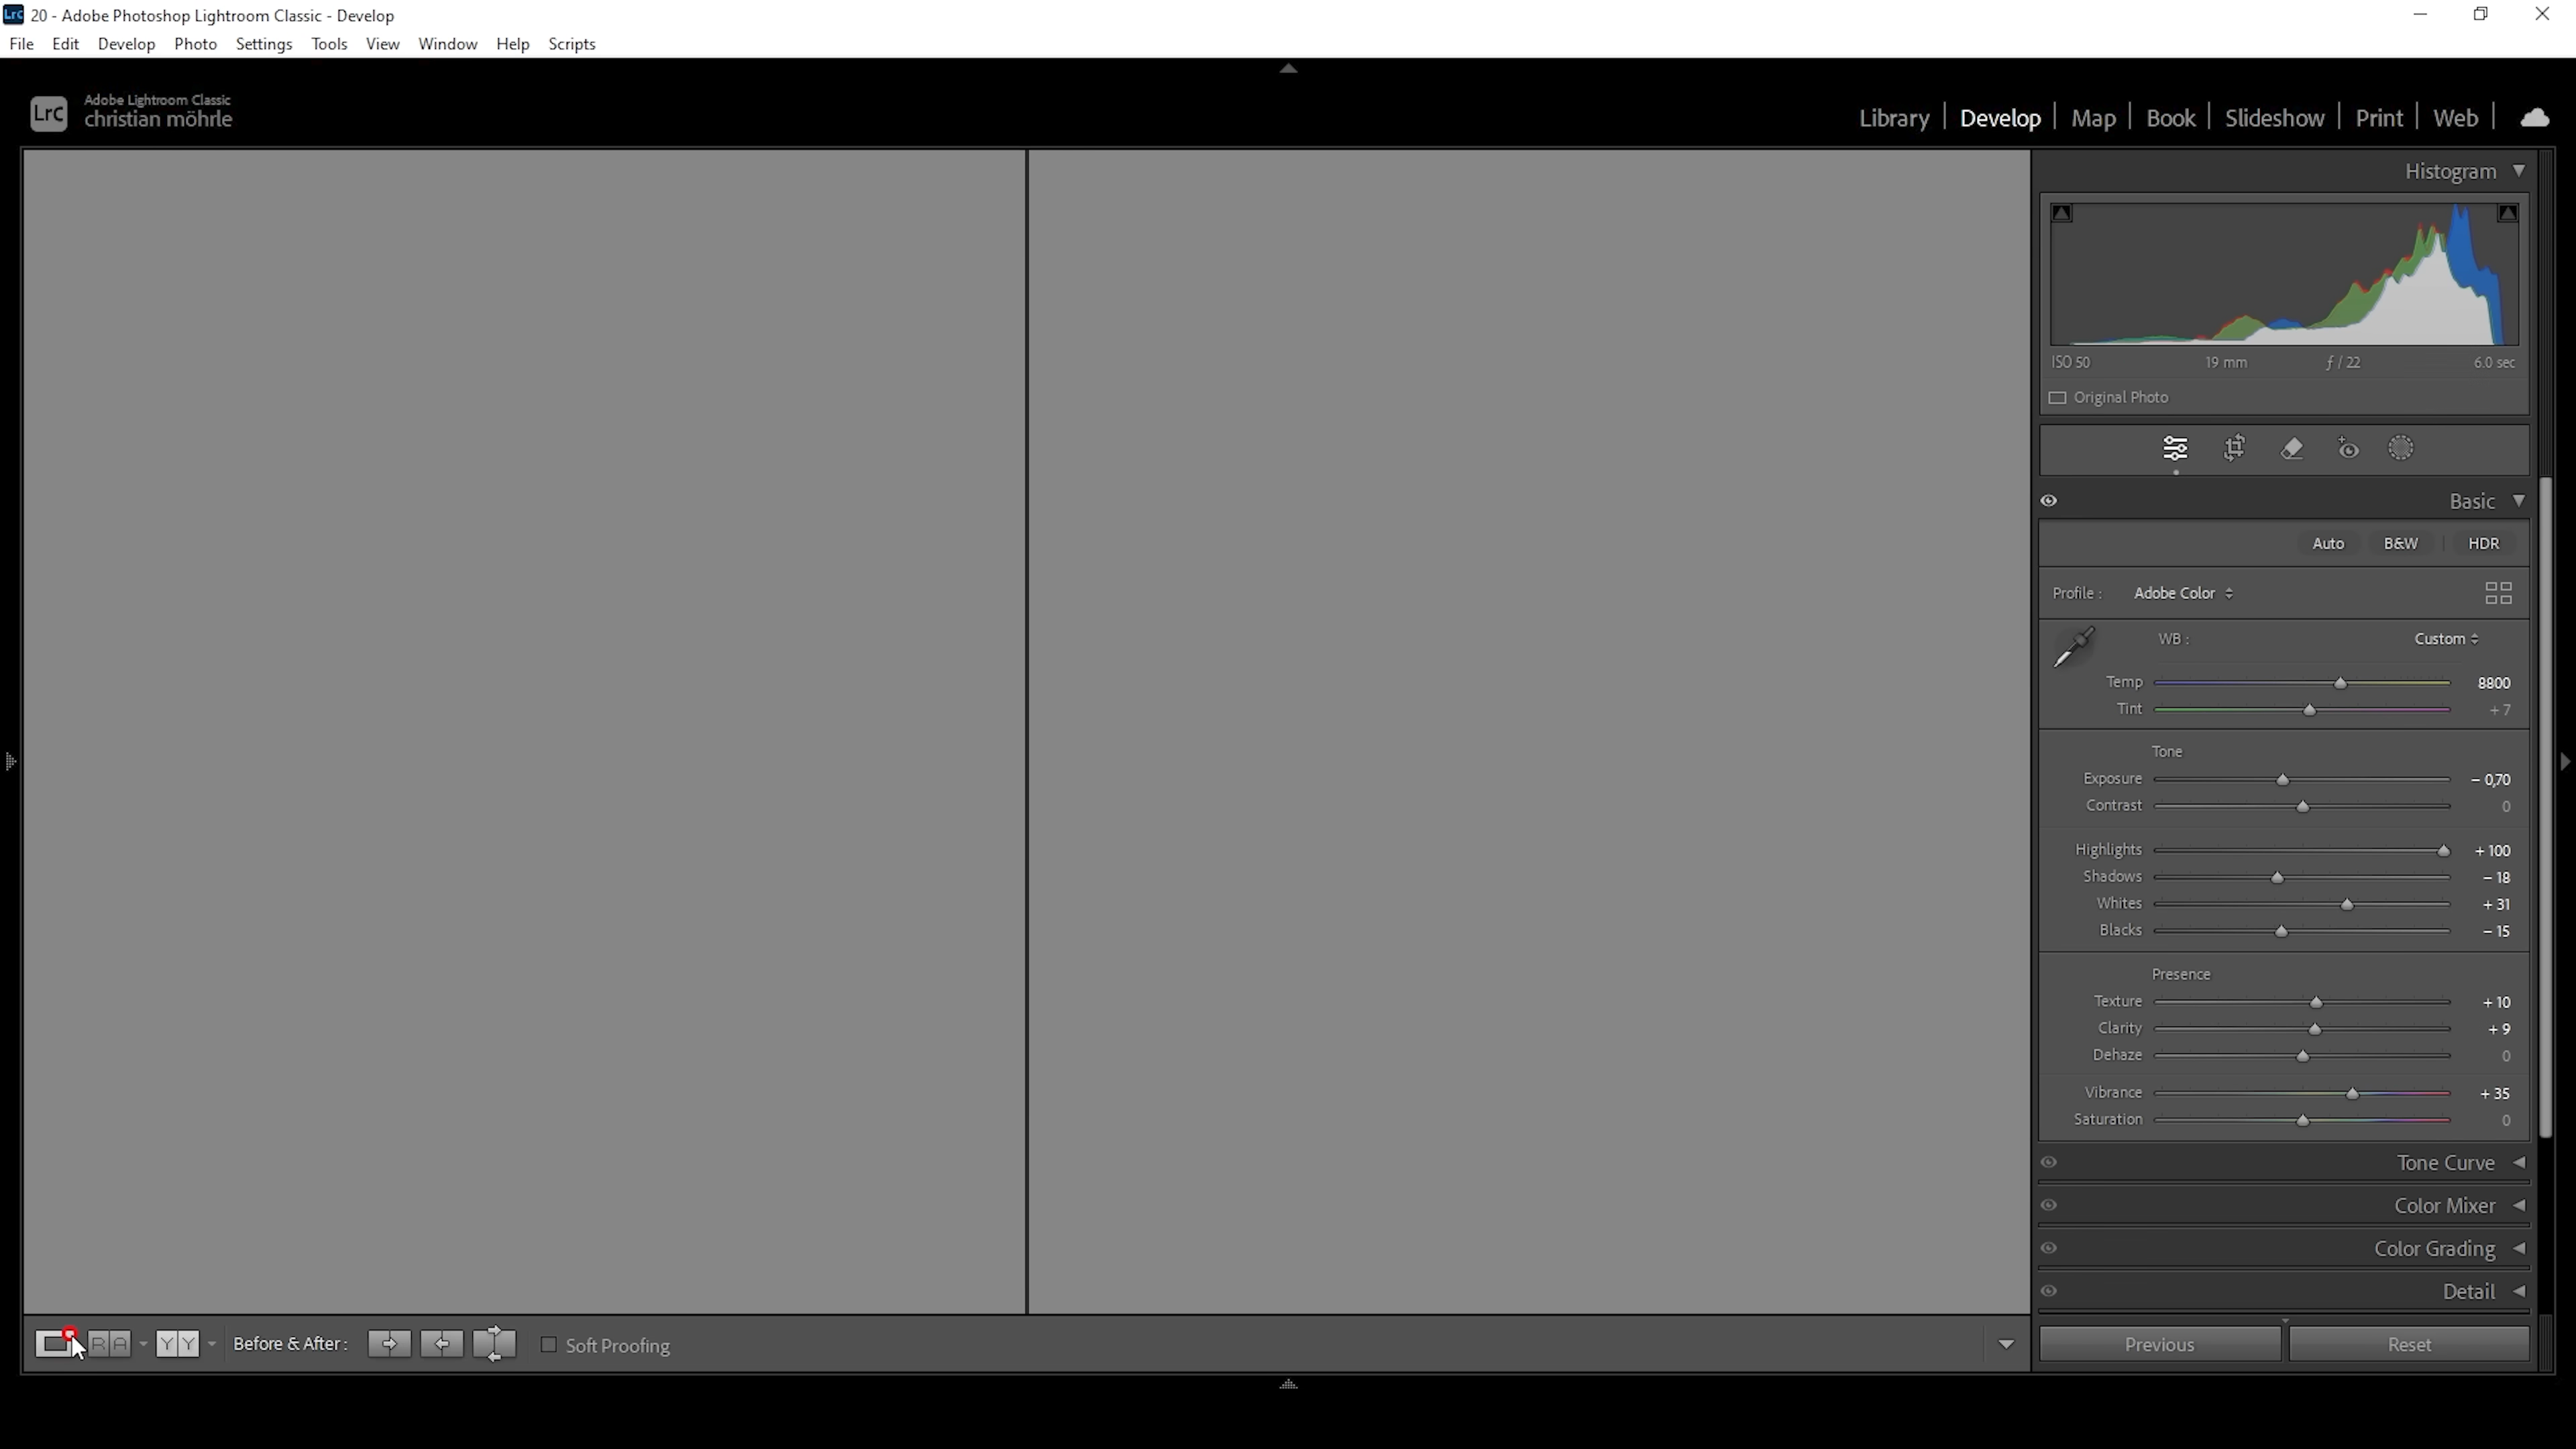 Lrc 20 - Adobe Photoshop Lightroom Classic - Develop
File Edit Develop Photo Settings Tools View Window Help Scripts
Lrc Adobe Lightroom Classic
christian möhrle
Library | Develop | Map | Book | Slideshow | Print | Web |
Histogram
ISO 50 19 mm ƒ / 22 6.0 sec
Original Photo
Basic
Auto B&W HDR
Profile : Adobe Color
WB : Custom
Temp 8800
Tint + 7
Tone
Exposure – 0,70
Contrast 0
Highlights + 100
Shadows – 18
Whites + 31
Blacks – 15
Presence
Texture + 10
Clarity + 9
Dehaze 0
Vibrance + 35
Saturation 0
Tone Curve
Color Mixer
Color Grading
Detail
R A Y Y Before & After : Soft Proofing
Previous Reset